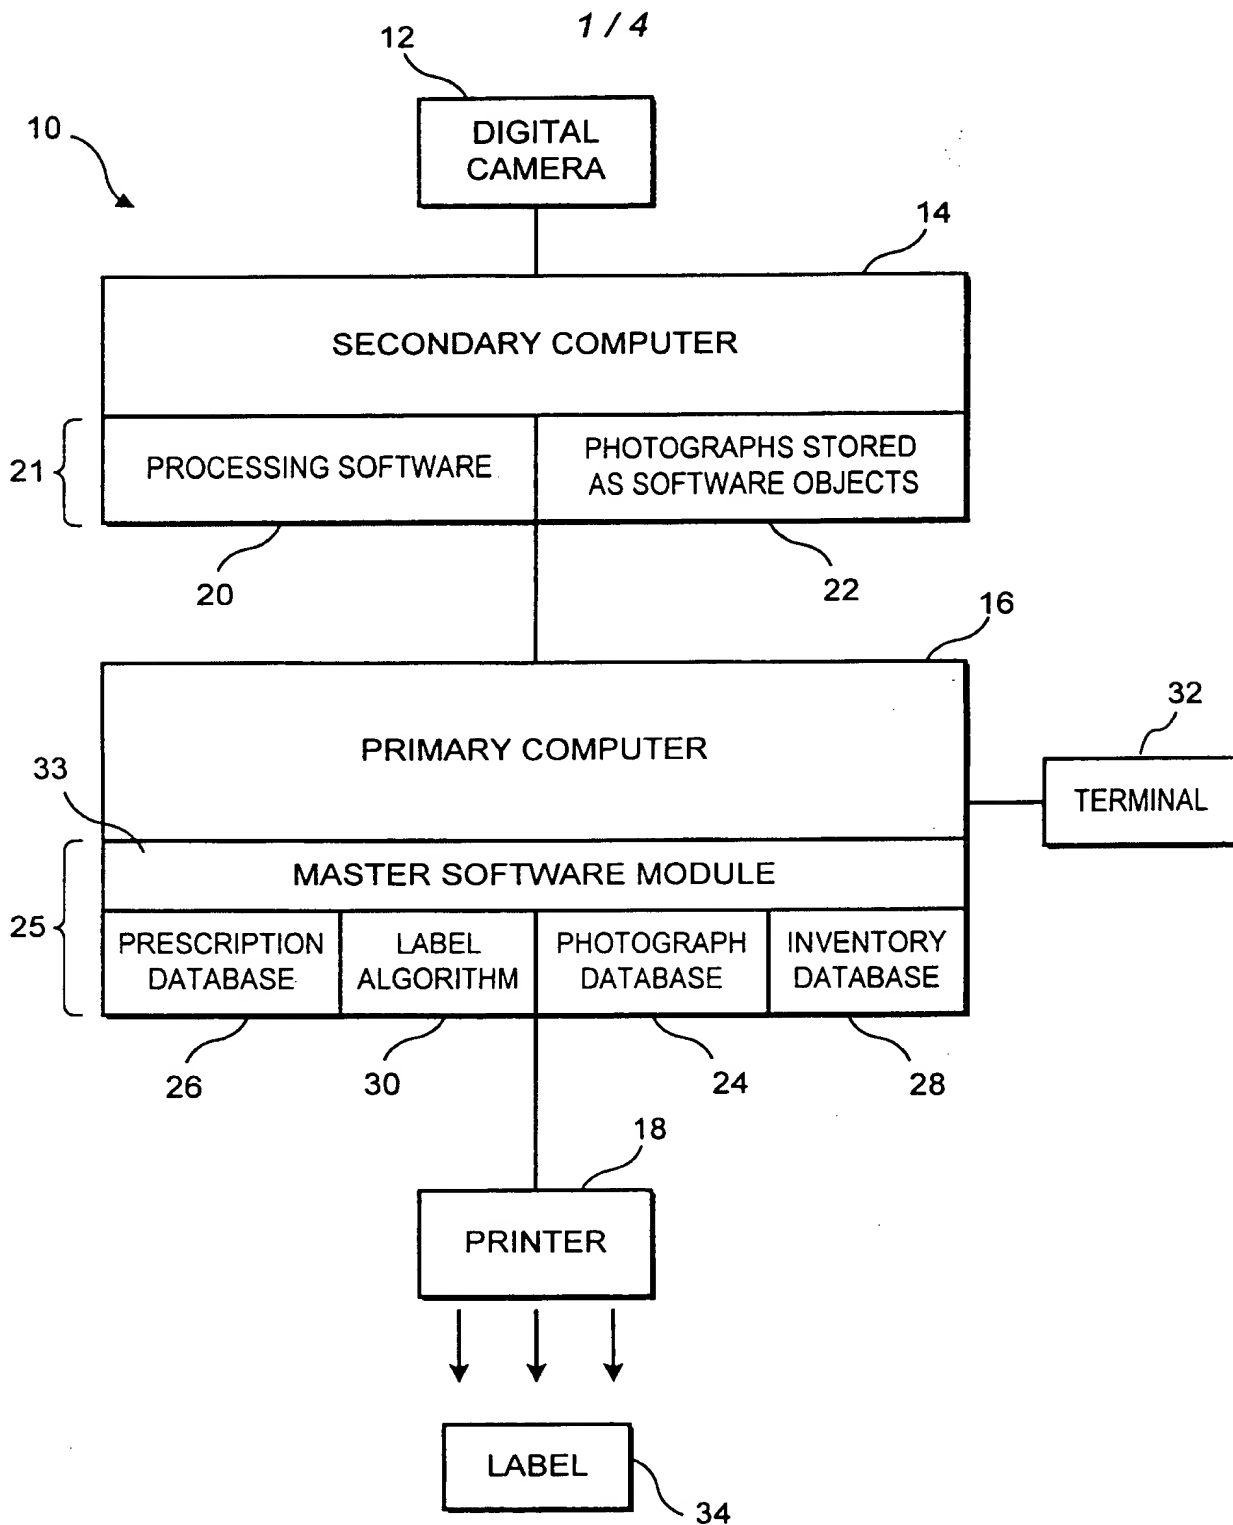 1 / 4
12
DIGITAL
CAMERA
10
14
SECONDARY COMPUTER
21
PROCESSING SOFTWARE
PHOTOGRAPHS STORED
AS SOFTWARE OBJECTS
20
22
16
PRIMARY COMPUTER
32
TERMINAL
33
MASTER SOFTWARE MODULE
25
PRESCRIPTION
DATABASE
LABEL
ALGORITHM
PHOTOGRAPH
DATABASE
INVENTORY
DATABASE
26
30
24
28
18
PRINTER
LABEL
34